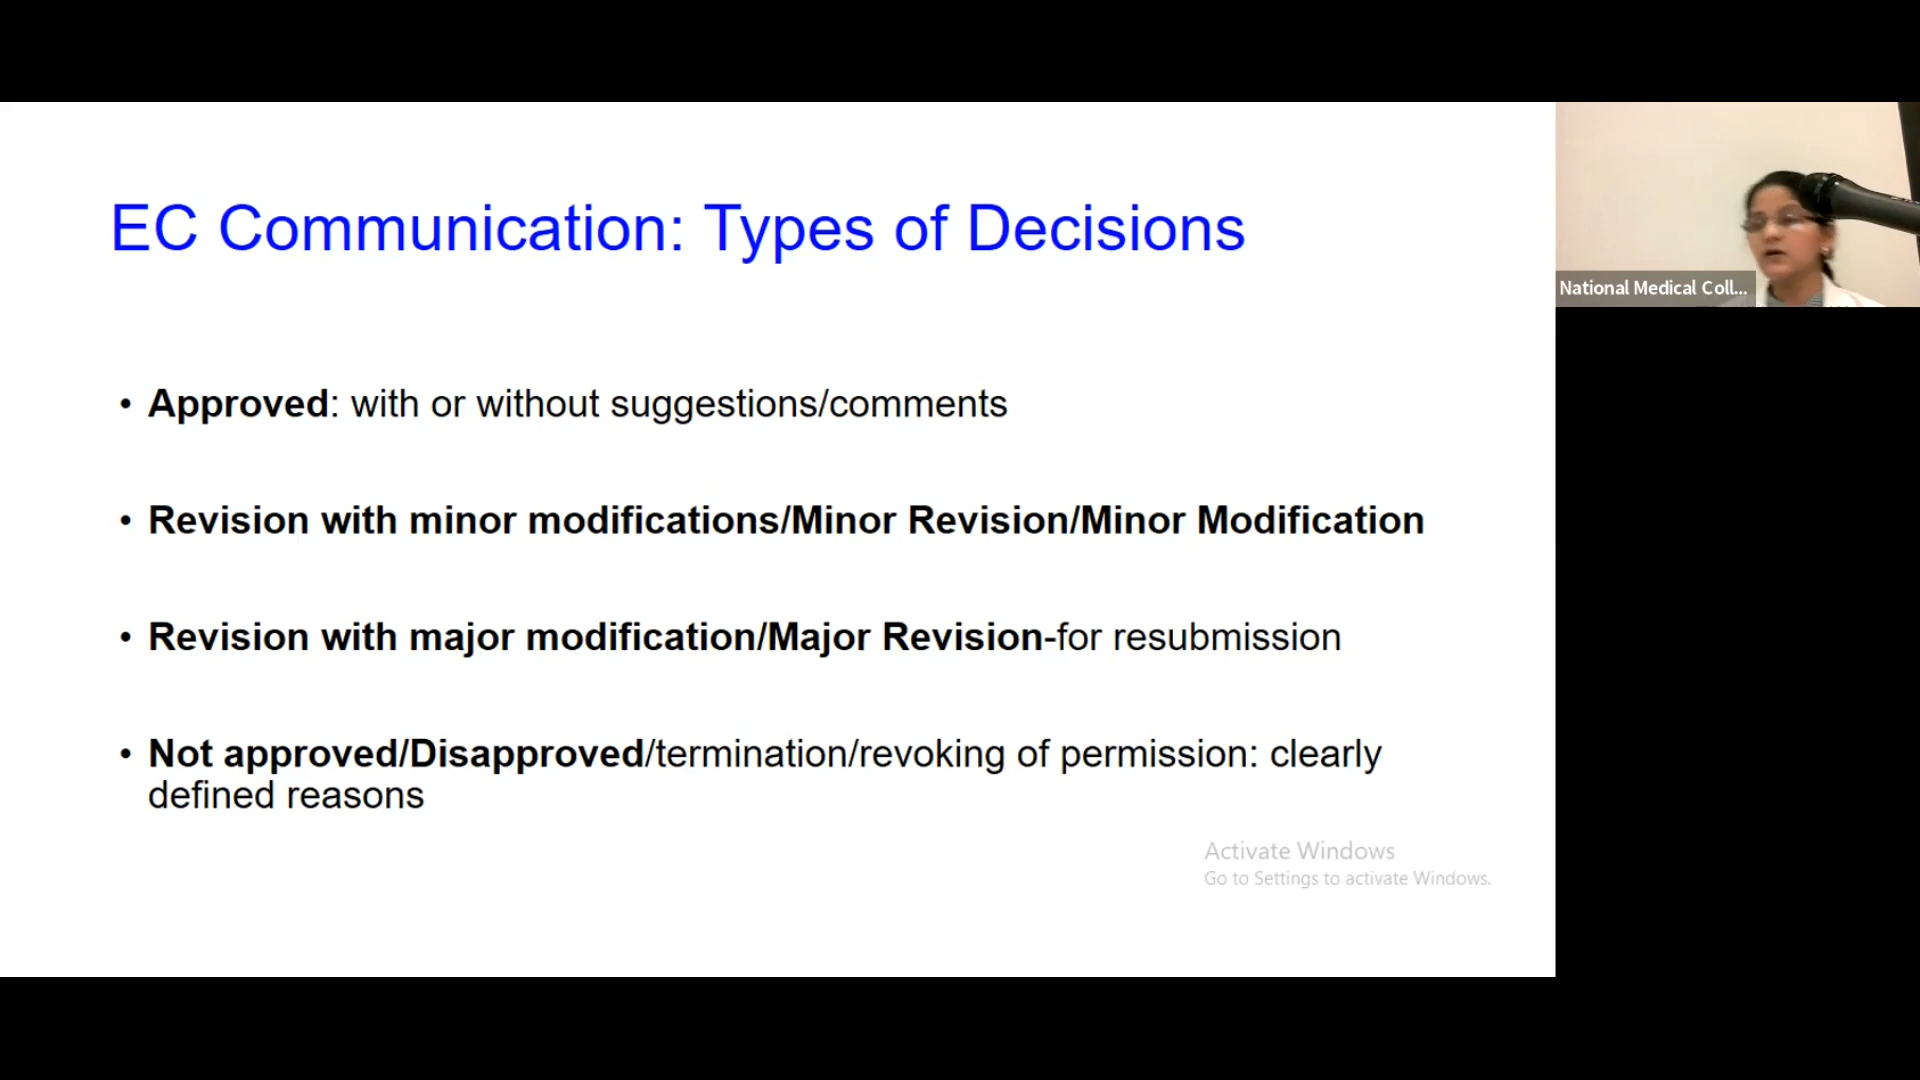 EC Communication: Types of Decisions
National Medical Coll...
• Approved: with or without suggestions/comments
• Revision with minor modifications/Minor Revision/Minor Modification
• Revision with major modification/Major Revision-for resubmission
• Not approved/Disapproved/termination/revoking of permission: clearly
defined reasons
Activate Windows
Go to Settings to activate Windows.